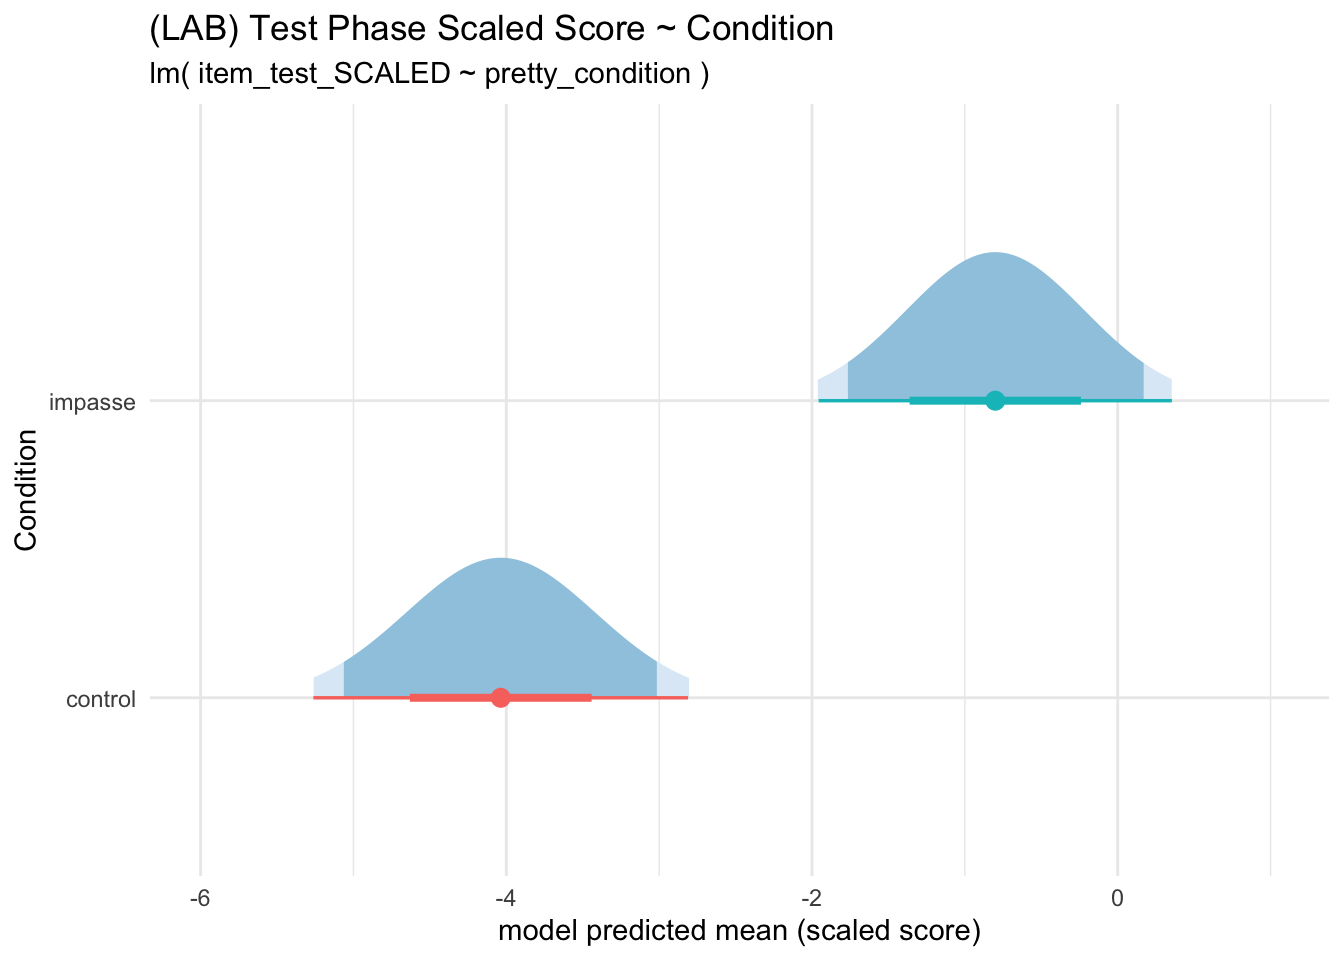 (LAB) Test Phase Scaled Score ~ Condition
lm( item_test_SCALED ~ pretty_condition )
Condition
impasse
control
-6
-4
-2
0
model predicted mean (scaled score)